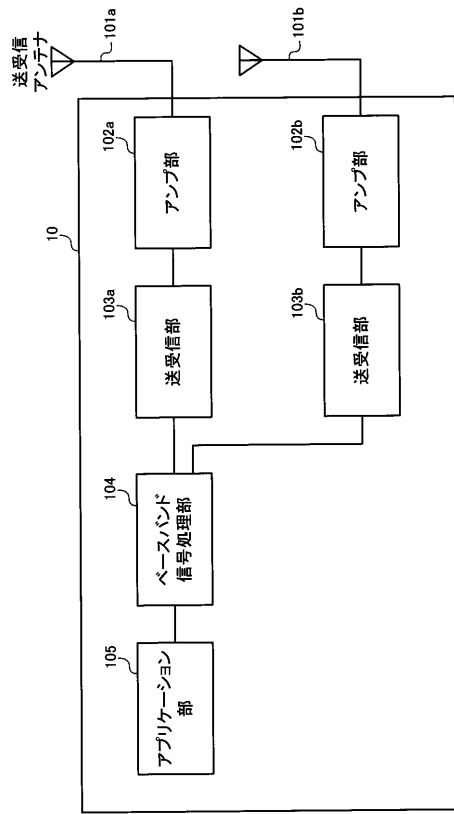 送受信
アンテナ
101a
101b
10
102a
アンプ部
102b
アンプ部
103a
送受信部
103b
送受信部
104
ベースバンド
信号処理部
105
アプリケーション
部